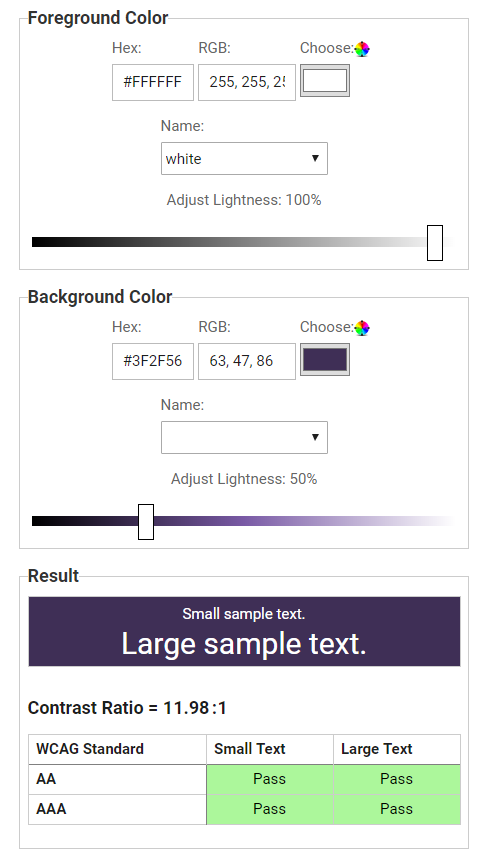 Foreground Color
Hex: RGB: Choose:
#FFFFFF 255, 255, 25
Name:
white
Adjust Lightness: 100%
Background Color
Hex: RGB: Choose:
#3F2F56 63, 47, 86
Name:
Adjust Lightness: 50%
Result
Small sample text.
Large sample text.
Contrast Ratio = 11.98:1
WCAG Standard Small Text Large Text
AA Pass Pass
AAA Pass Pass